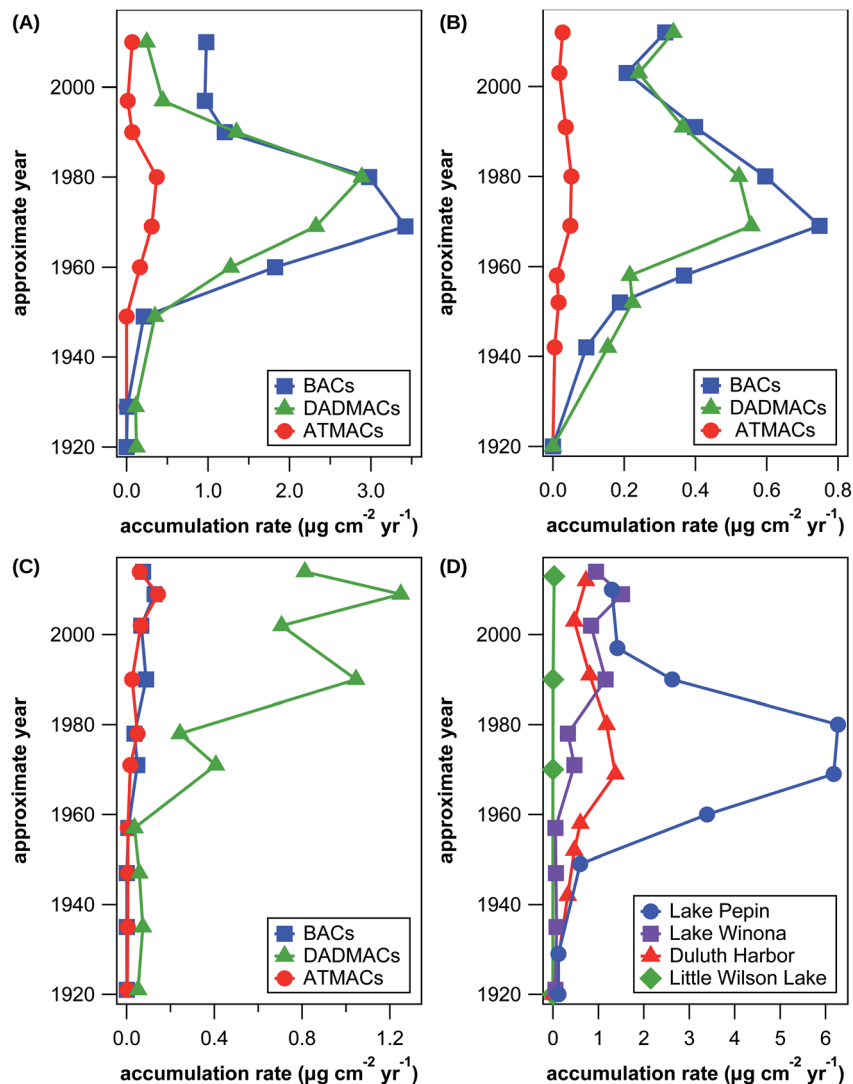 (A)
approximate year
2000
1980
1960
1940
1920
BACs
DADMACs
ATMACs
0.0 1.0 2.0 3.0
accumulation rate (µg cm⁻² yr⁻¹)
(B)
approximate year
2000
1980
1960
1940
1920
BACs
DADMACs
ATMACs
0.0 0.2 0.4 0.6 0.8
accumulation rate (µg cm⁻² yr⁻¹)
(C)
approximate year
2000
1980
1960
1940
1920
BACs
DADMACs
ATMACs
0.0 0.4 0.8 1.2
accumulation rate (µg cm⁻² yr⁻¹)
(D)
approximate year
2000
1980
1960
1940
1920
Lake Pepin
Lake Winona
Duluth Harbor
Little Wilson Lake
0 1 2 3 4 5 6
accumulation rate (µg cm⁻² yr⁻¹)